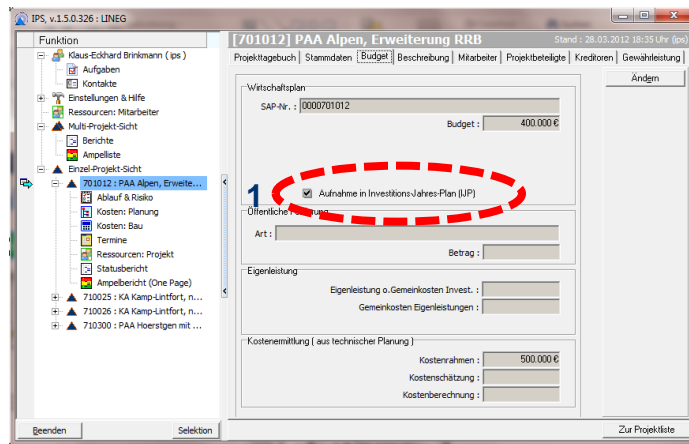 IPS, v.1.5.0.326 : LINEG
Funktion
Klaus-Eckhard Brinkmann ( ips )
Aufgaben
Kontakte
Einstellungen & Hilfe
Ressourcen: Mitarbeiter
Multi-Projekt-Sicht
Berichte
Ampelliste
Einzel-Projekt-Sicht
701012 : PAA Alpen, Erweite...
Ablauf & Risiko
Kosten: Planung
Kosten: Bau
Termine
Ressourcen: Projekt
Statusbericht
Ampelbericht (One Page)
710025 : KA Kamp-Lintfort, n...
710026 : KA Kamp-Lintfort, n...
710300 : PAA Hoerstgen mit ...
Beenden
Selektion
[701012] PAA Alpen, Erweiterung RRB
Stand : 28.03.2012 18:35 Uhr (ips)
Projekttagebuch Stammdaten Budget Beschreibung Mitarbeiter Projektbeteiligte Kreditoren Gewährleistung
Ändern
Wirtschaftsplan
SAP-Nr. : 0000701012
Budget : 400.000 €
1
Aufnahme in Investitions-Jahres-Plan (IJP)
Öffentliche
Art :
Betrag :
Eigenleistung
Eigenleistung o.Gemeinkosten Invest. :
Gemeinkosten Eigenleistungen :
Kostenermittlung ( aus technischer Planung )
Kostenrahmen : 500.000 €
Kostenschätzung :
Kostenberechnung :
Zur Projektliste